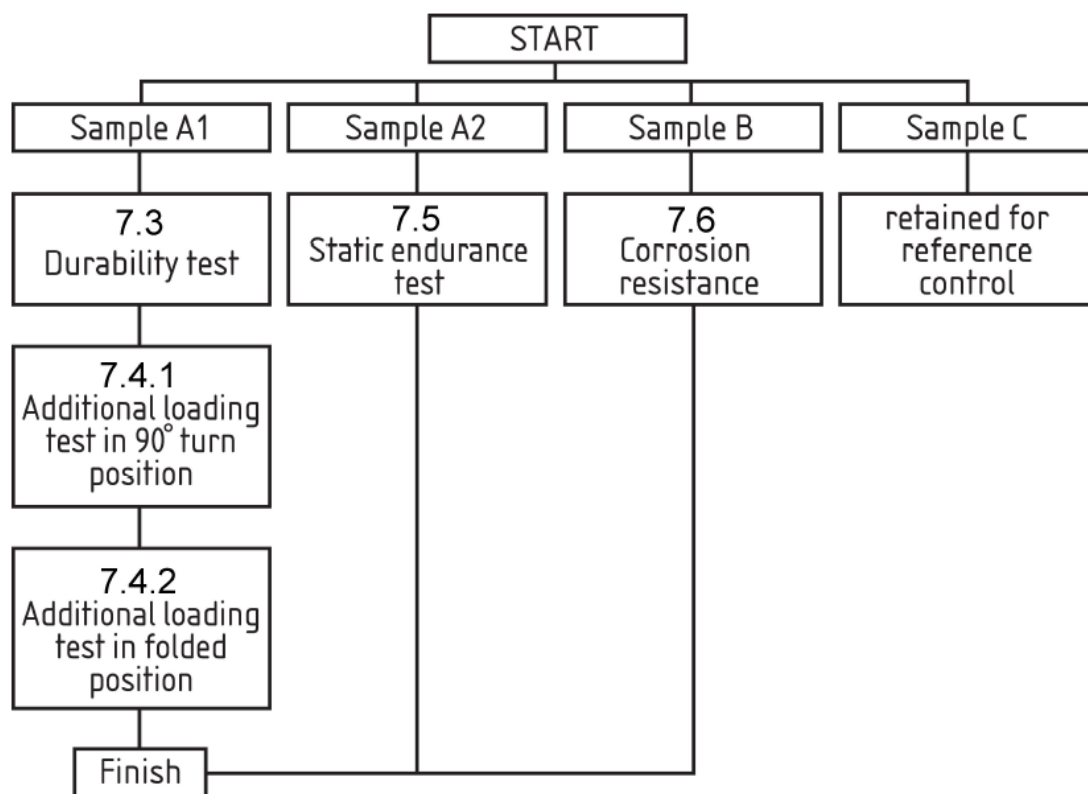 START
Sample A1
Sample A2
Sample B
Sample C
7.3
Durability test
7.5
Static endurance
test
7.6
Corrosion
resistance
retained for
reference
control
7.4.1
Additional loading
test in 90° turn
position
7.4.2
Additional loading
test in folded
position
Finish